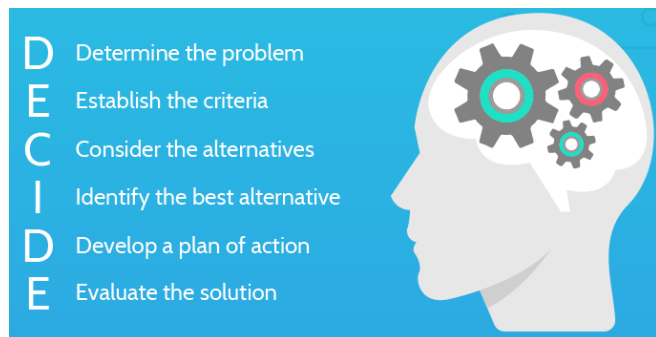 D Determine the problem
E Establish the criteria
C Consider the alternatives
I Identify the best alternative
D Develop a plan of action
E Evaluate the solution